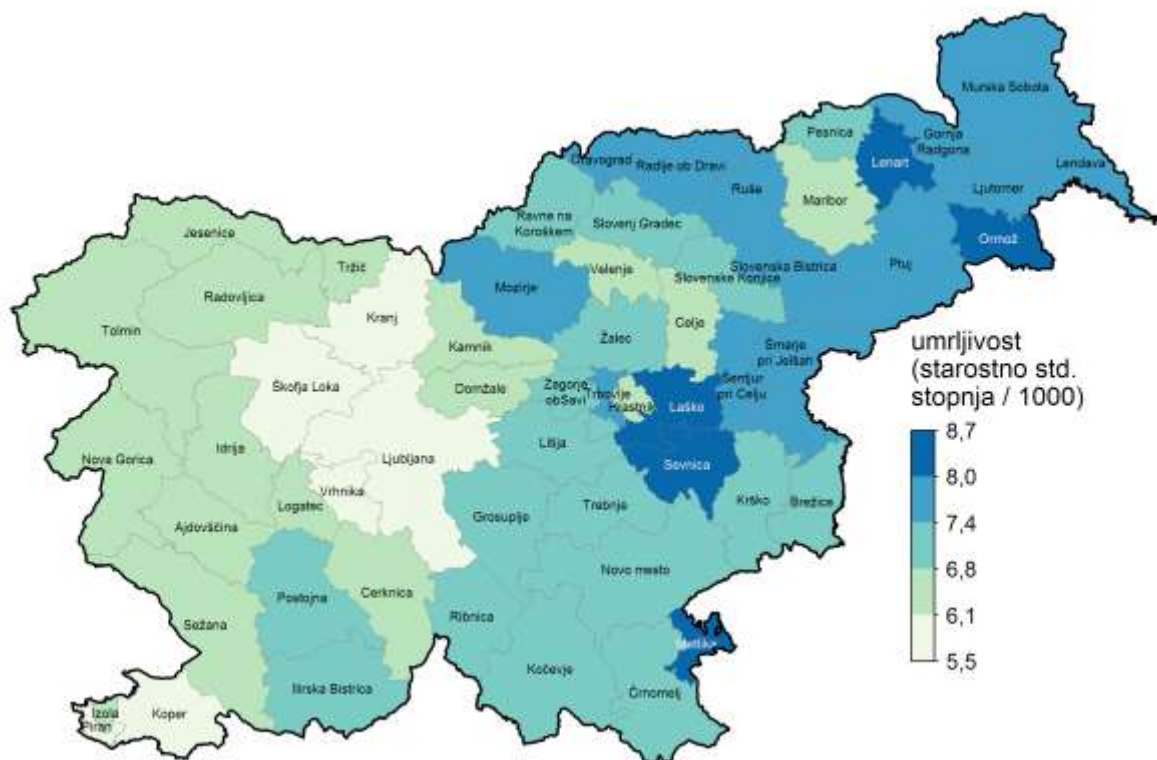 Murska Sobota
Pesnica
Gornja
Radgona
Lenart
Dravograd
Radlje ob Dravi
Lendava
Ljutomer
Ruše
Maribor
Ravne na
Koroškem
Slovenj Gradec
Jesenice
Ormož
Tržič
Velenje
Slovenske Konjice
Slovenska Bistrica
Ptuj
Mozirje
Radovljica
Kranj
Tolmin
Celje
Žalec
Kamnik
Šmarje
pri Jelšah
umrljivost
(starostno std.
stopnja / 1000)
Škofja Loka
Domžale
Zagorje
ob Savi
Trbovlje
Hrastnik
Laško
Šentjur
pri Celju
8,7
8,0
7,4
6,8
6,1
5,5
Litija
Idrija
Ljubljana
Nova Gorica
Sevnica
Vrhnika
Logatec
Trebnje
Krško
Brežice
Grosuplje
Ajdovščina
Novo mesto
Postojna
Cerknica
Ribnica
Sežana
Metlika
Kočevje
Ilirska Bistrica
Črnomelj
Izola
Piran
Koper